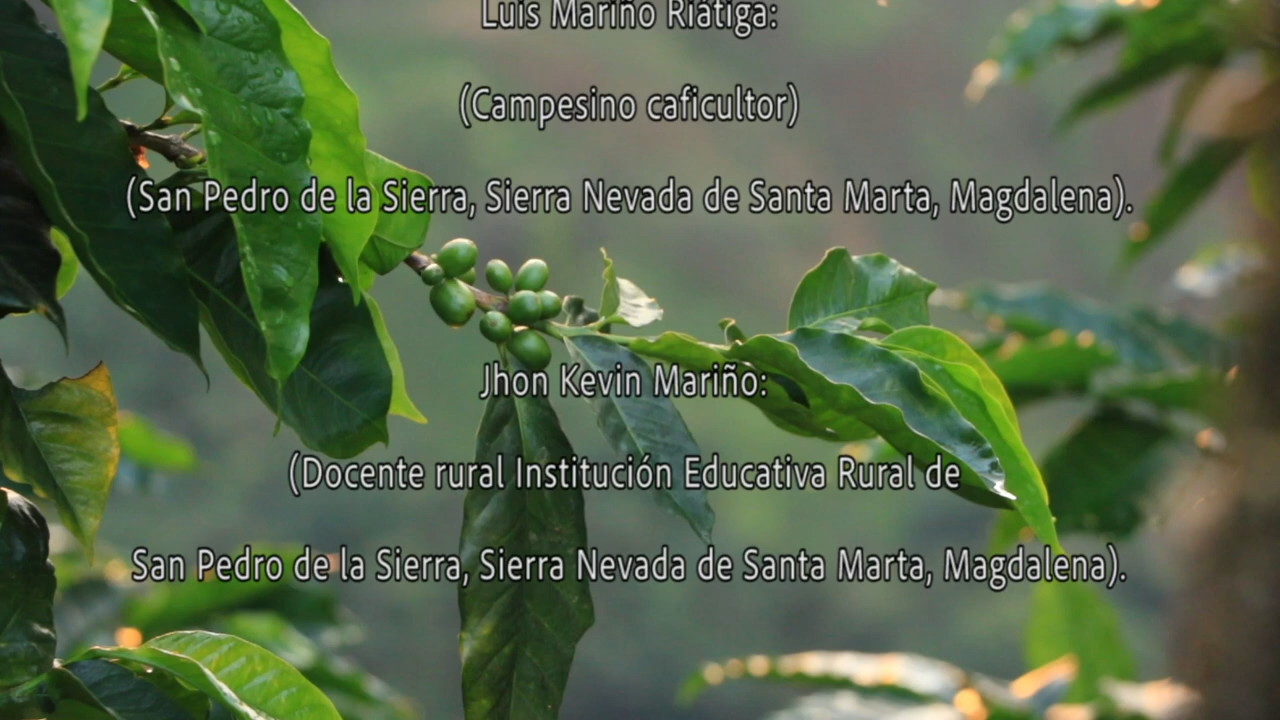 Luis Mariño Riátiga:
(Campesino caficultor)
(San Pedro de la Sierra, Sierra Nevada de Santa Marta, Magdalena).
Jhon Kevin Mariño:
(Docente rural Institución Educativa Rural de
San Pedro de la Sierra, Sierra Nevada de Santa Marta, Magdalena).